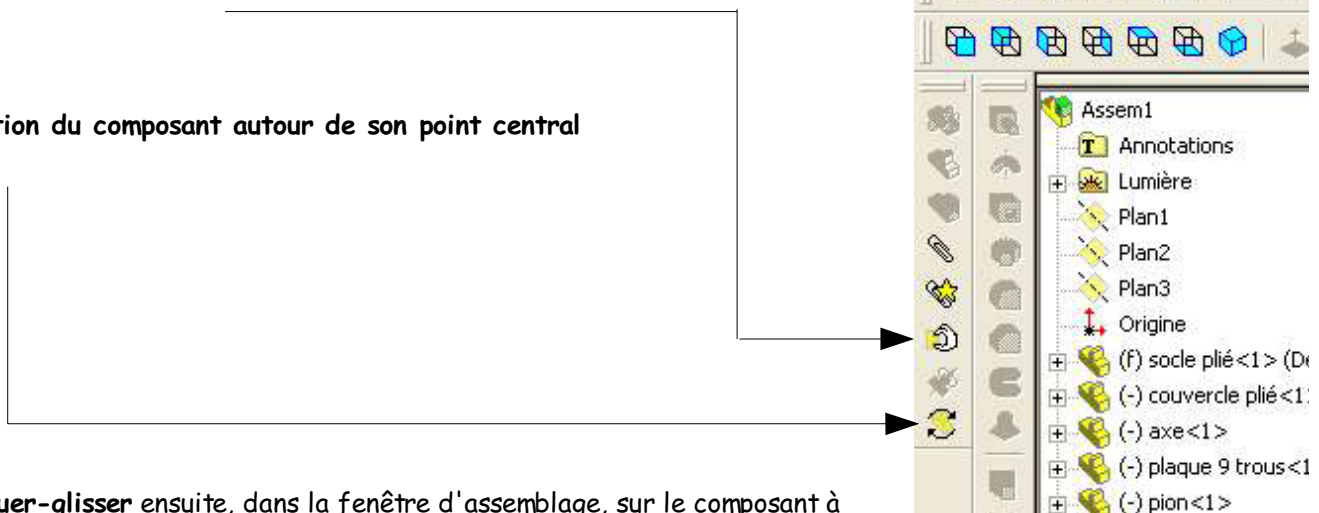 tion du composant autour de son point central
uer-glisser ensuite, dans la fenêtre d'assemblage, sur le composant à
Assem1
Annotations
Lumière
Plan1
Plan2
Plan3
Origine
(f) socle plié<1> (De
(-) couvercle plié<1>
(-) axe<1>
(-) plaque 9 trous<1
(-) pion<1>